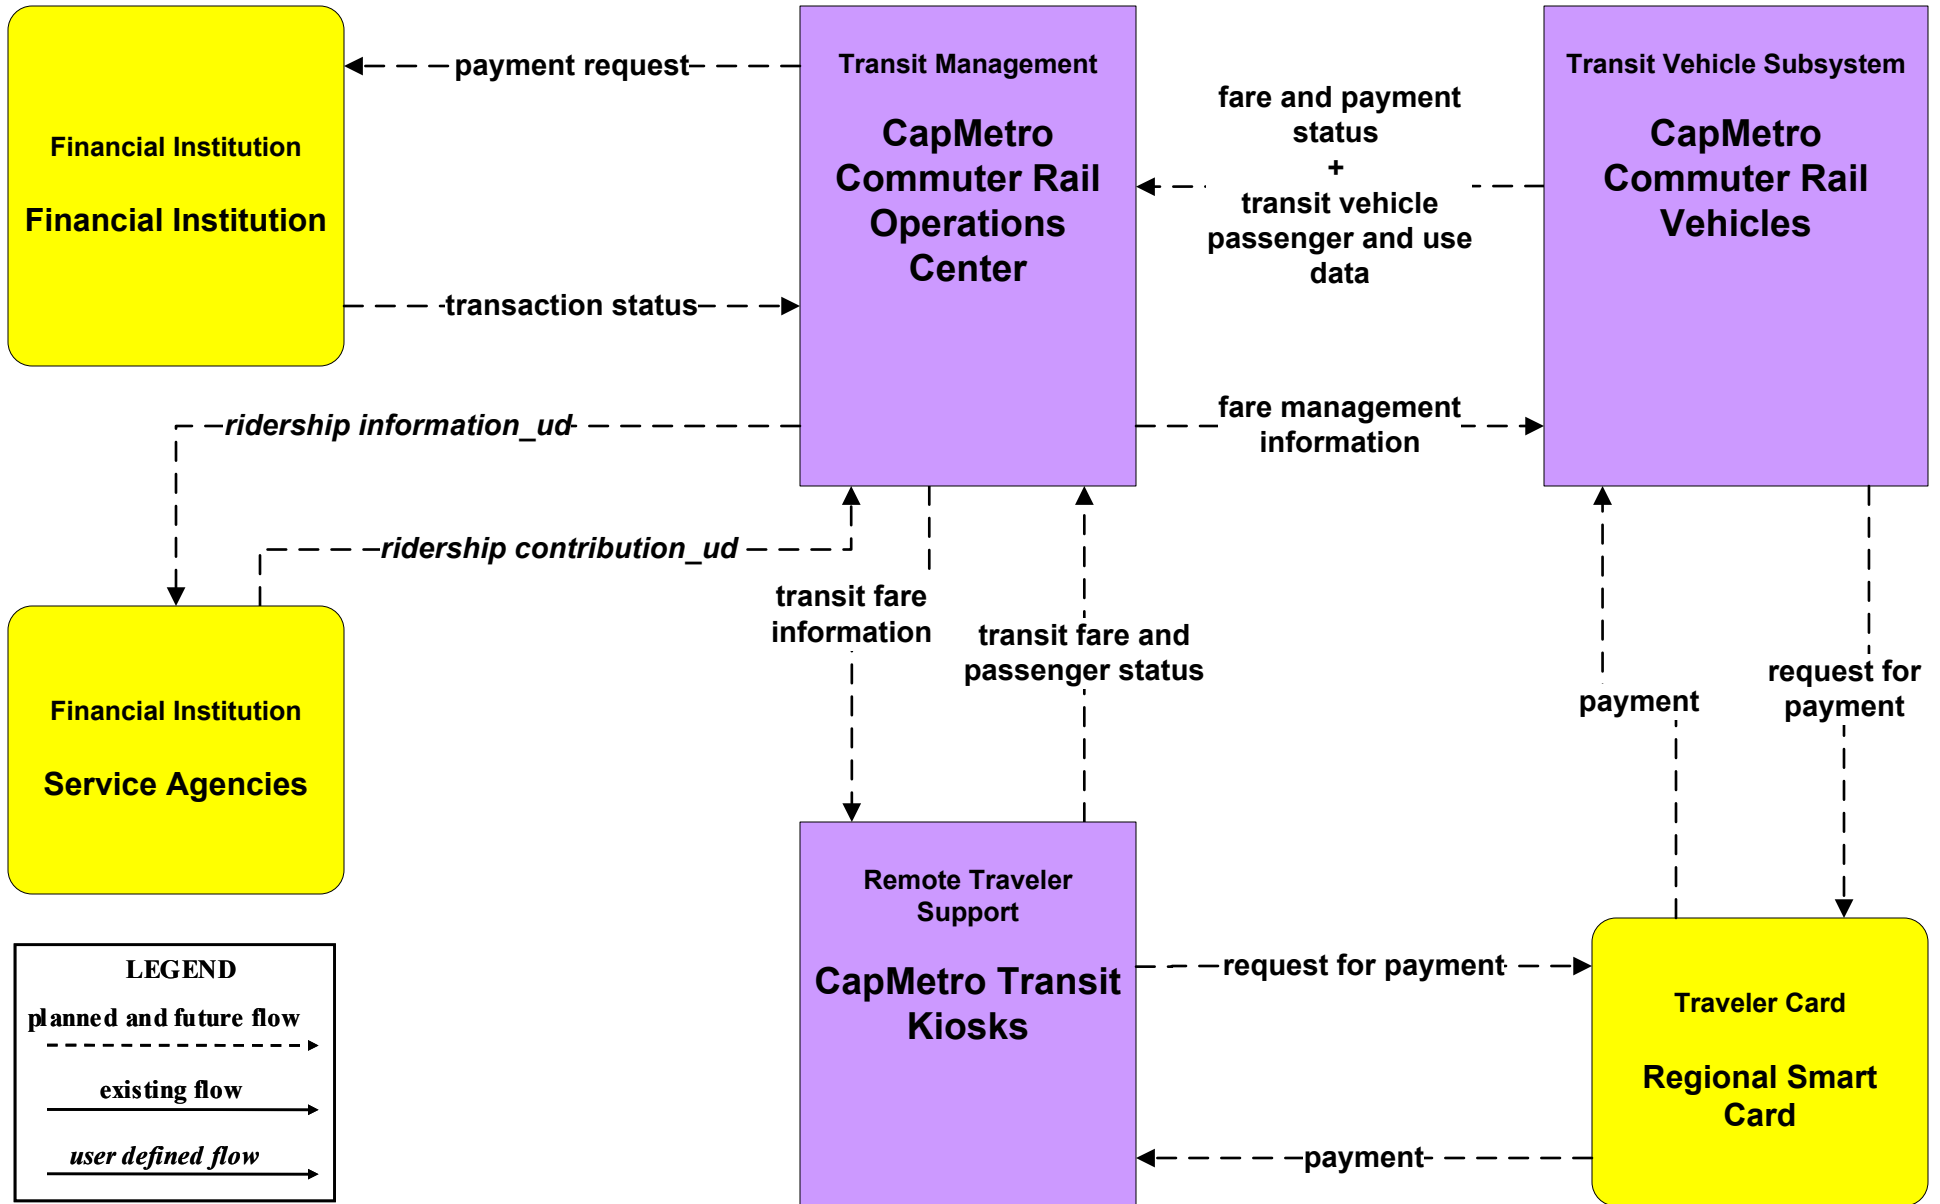 Financial Institution
Financial Institution
payment request
transaction status
Transit Management
CapMetro
Commuter Rail
Operations
Center
fare and payment
status
+
transit vehicle
passenger and use
data
fare management
information
Transit Vehicle Subsystem
CapMetro
Commuter Rail
Vehicles
ridership information_ud
ridership contribution_ud
transit fare
information
transit fare and
passenger status
payment
request for
payment
Financial Institution
Service Agencies
Remote Traveler
Support
CapMetro Transit
Kiosks
request for payment
payment
Traveler Card
Regional Smart
Card
LEGEND
planned and future flow
existing flow
user defined flow